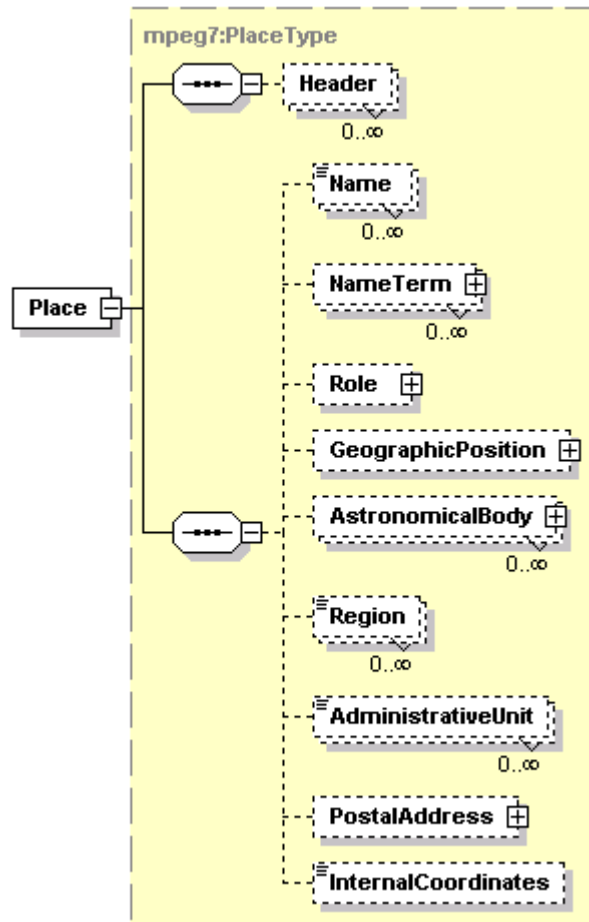 mpeg7:PlaceType
Header
0..∞
Name
0..∞
NameTerm
0..∞
Place
Role
GeographicPosition
AstronomicalBody
0..∞
Region
0..∞
AdministrativeUnit
0..∞
PostalAddress
InternalCoordinates